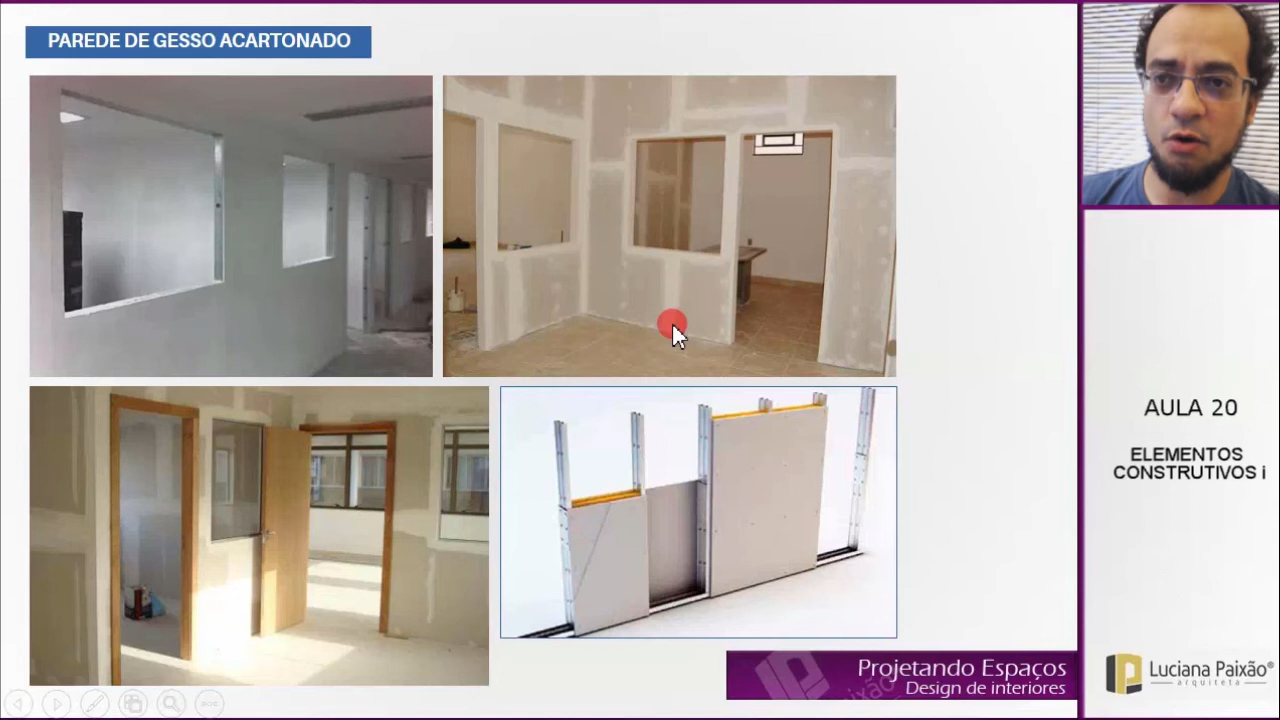 PAREDE DE GESSO ACARTONADO
AULA 20
ELEMENTOS
CONSTRUTIVOS i
Projetando Espaços
Design de interiores
Luciana Paixão®
arquiteta